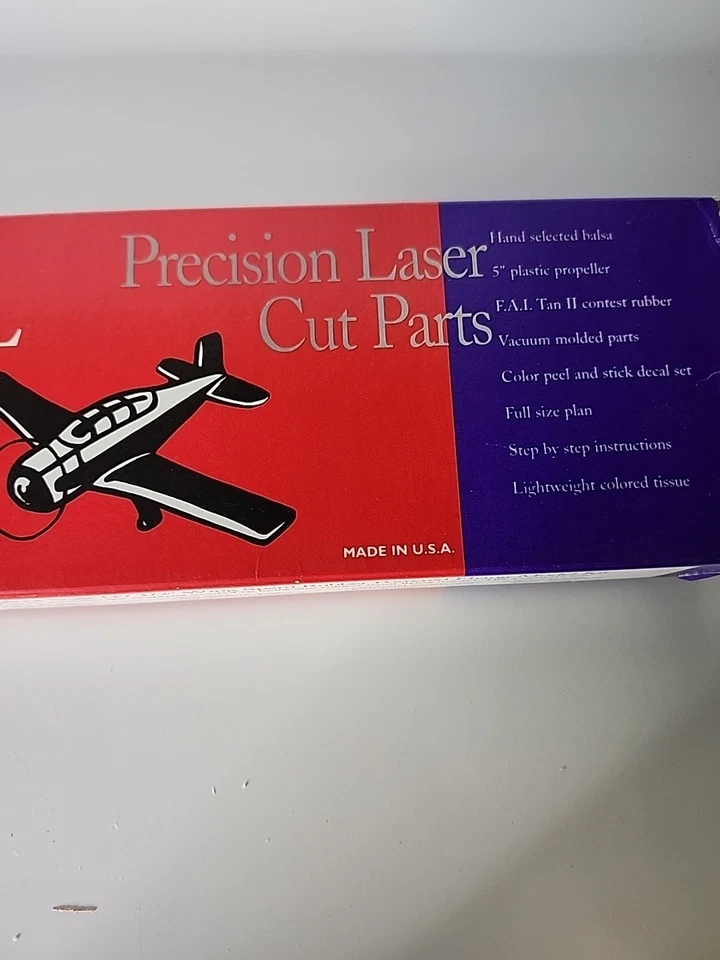 Precision Laser
Cut Parts
L
MADE IN U.S.A.
Hand selected balsa
5" plastic propeller
F.A.I. Tan II contest rubber
Vacuum molded parts
Color peel and stick decal set
Full size plan
Step by step instructions
Lightweight colored tissue